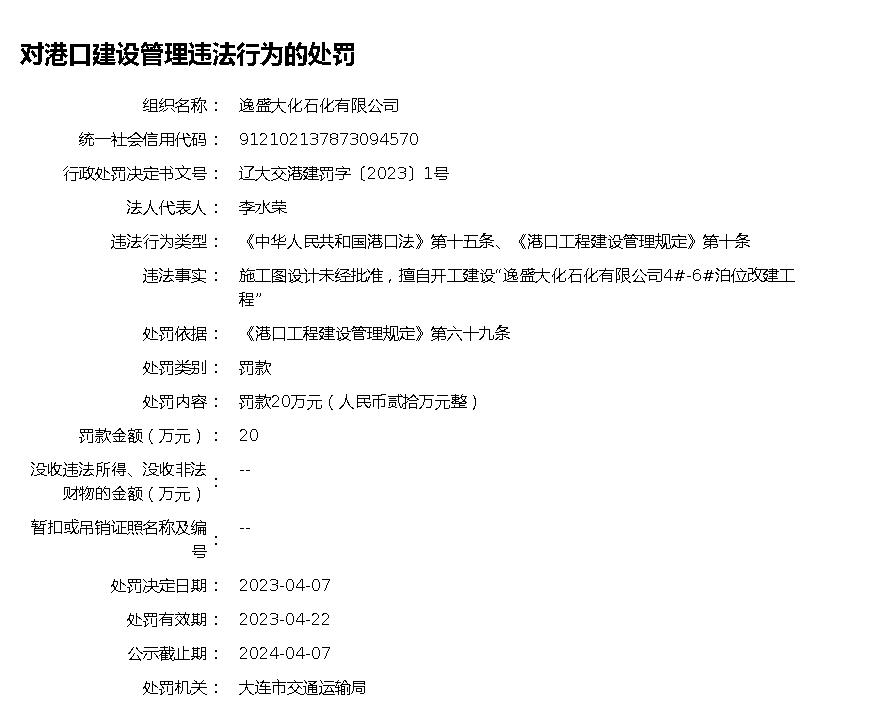 对港口建设管理违法行为的处罚
组织名称： 逸盛大化石化有限公司
统一社会信用代码： 912102137873094570
行政处罚决定书文号： 辽大交港建罚字〔2023〕1号
法人代表人： 李水荣
违法行为类型： 《中华人民共和国港口法》第十五条、《港口工程建设管理规定》第十条
违法事实： 施工图设计未经批准，擅自开工建设“逸盛大化石化有限公司4#-6#泊位改建工
程”
处罚依据： 《港口工程建设管理规定》第六十九条
处罚类别： 罚款
处罚内容： 罚款20万元（人民币贰拾万元整）
罚款金额（万元）： 20
没收违法所得、没收非法
财物的金额（万元）： --
暂扣或吊销证照名称及编
号： --
处罚决定日期： 2023-04-07
处罚有效期： 2023-04-22
公示截止期： 2024-04-07
处罚机关： 大连市交通运输局